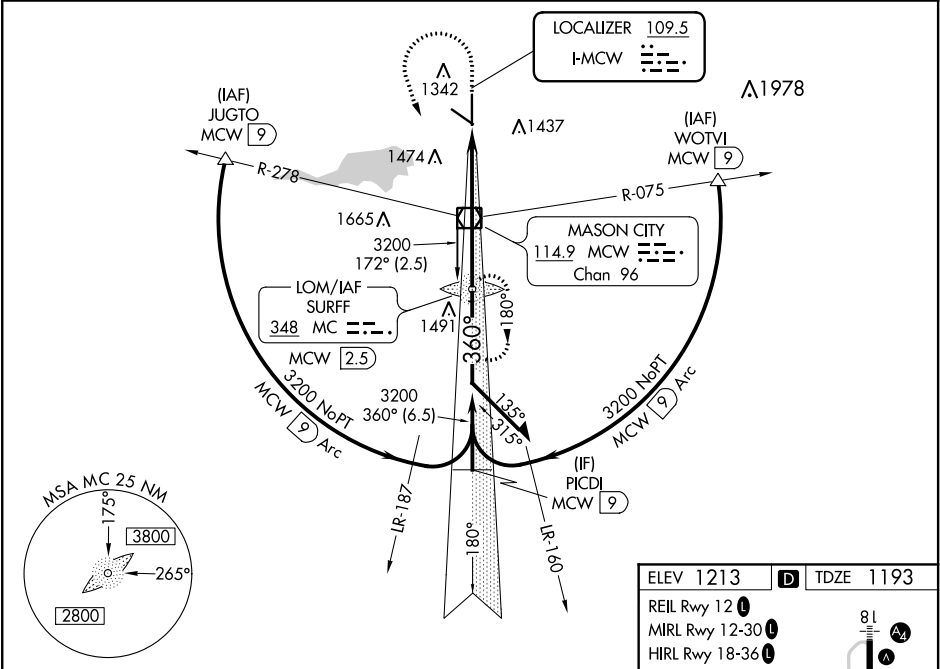 LOCALIZER 109.5
I-MCW
1342
1978
(IAF)
JUGTO
MCW 9
1437
(IAF)
WOTVI
MCW 9
1474
R-278
R-075
1665
3200
172° (2.5)
MASON CITY
114.9 MCW
Chan 96
LOM/IAF
SURFF
348 MC
MCW 2.5
1491
360°
180°
3200 NoPT
MCW 9 Arc
3200
360° (6.5)
135°
315°
3200 NoPT
MCW 9 Arc
(IF)
PICDI
MCW 9
LR-187
180°
LR-160
MSA MC 25 NM
175°
3800
265°
2800
ELEV 1213 D TDZE 1193
REIL Rwy 12 L
MIRL Rwy 12-30 L
HIRL Rwy 18-36 L
18
A4